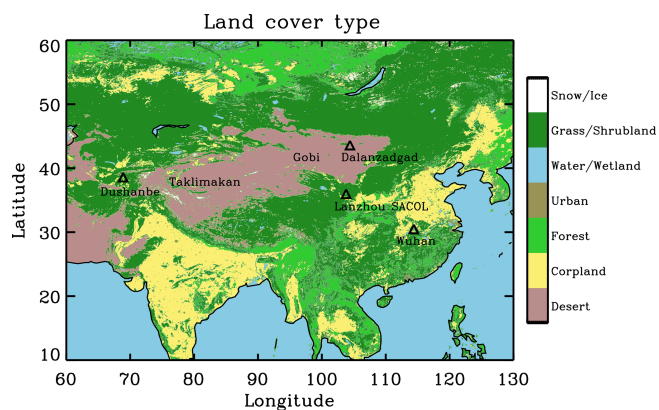 Land cover type
60
50
40
30
20
10
Latitude
60 70 80 90 100 110 120 130
Longitude
Gobi
Dalanzadgad
Taklimakan
Dushanbe
Lanzhou SACOL
Wuhan
Snow/Ice
Grass/Shrubland
Water/Wetland
Urban
Forest
Corpland
Desert